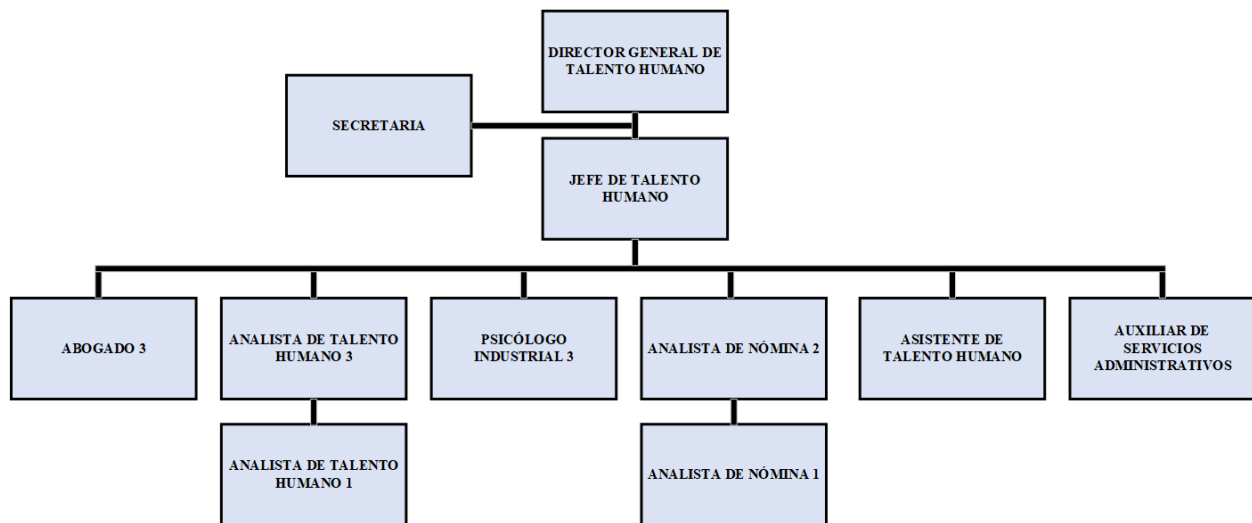 DIRECTOR GENERAL DE
TALENTO HUMANO
SECRETARIA
JEFE DE TALENTO
HUMANO
ABOGADO 3
ANALISTA DE TALENTO
HUMANO 3
PSICÓLOGO
INDUSTRIAL 3
ANALISTA DE NÓMINA 2
ASISTENTE DE
TALENTO HUMANO
AUXILIAR DE
SERVICIOS
ADMINISTRATIVOS
ANALISTA DE TALENTO
HUMANO 1
ANALISTA DE NÓMINA 1